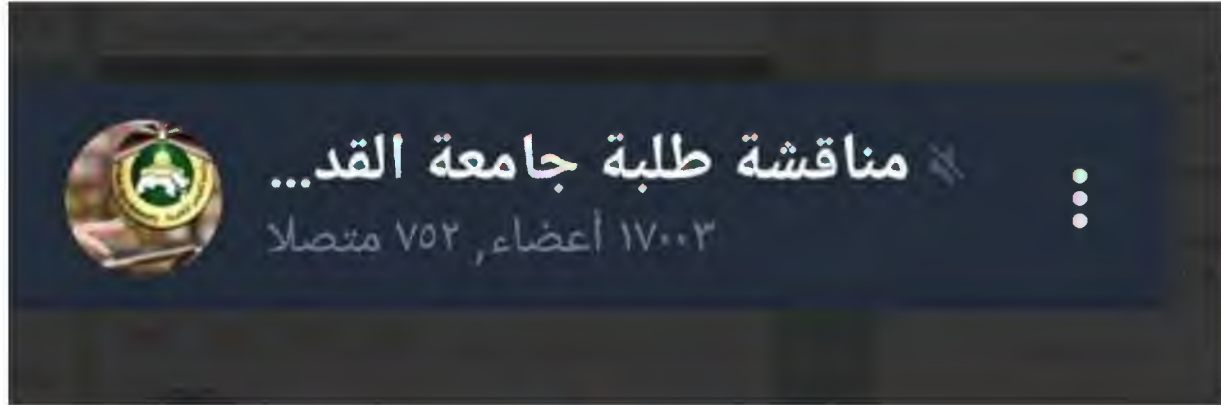 مناقشة طلبة جامعة القد...
١٧٠٠٣ أعضاء, ٧٥٢ متصلا